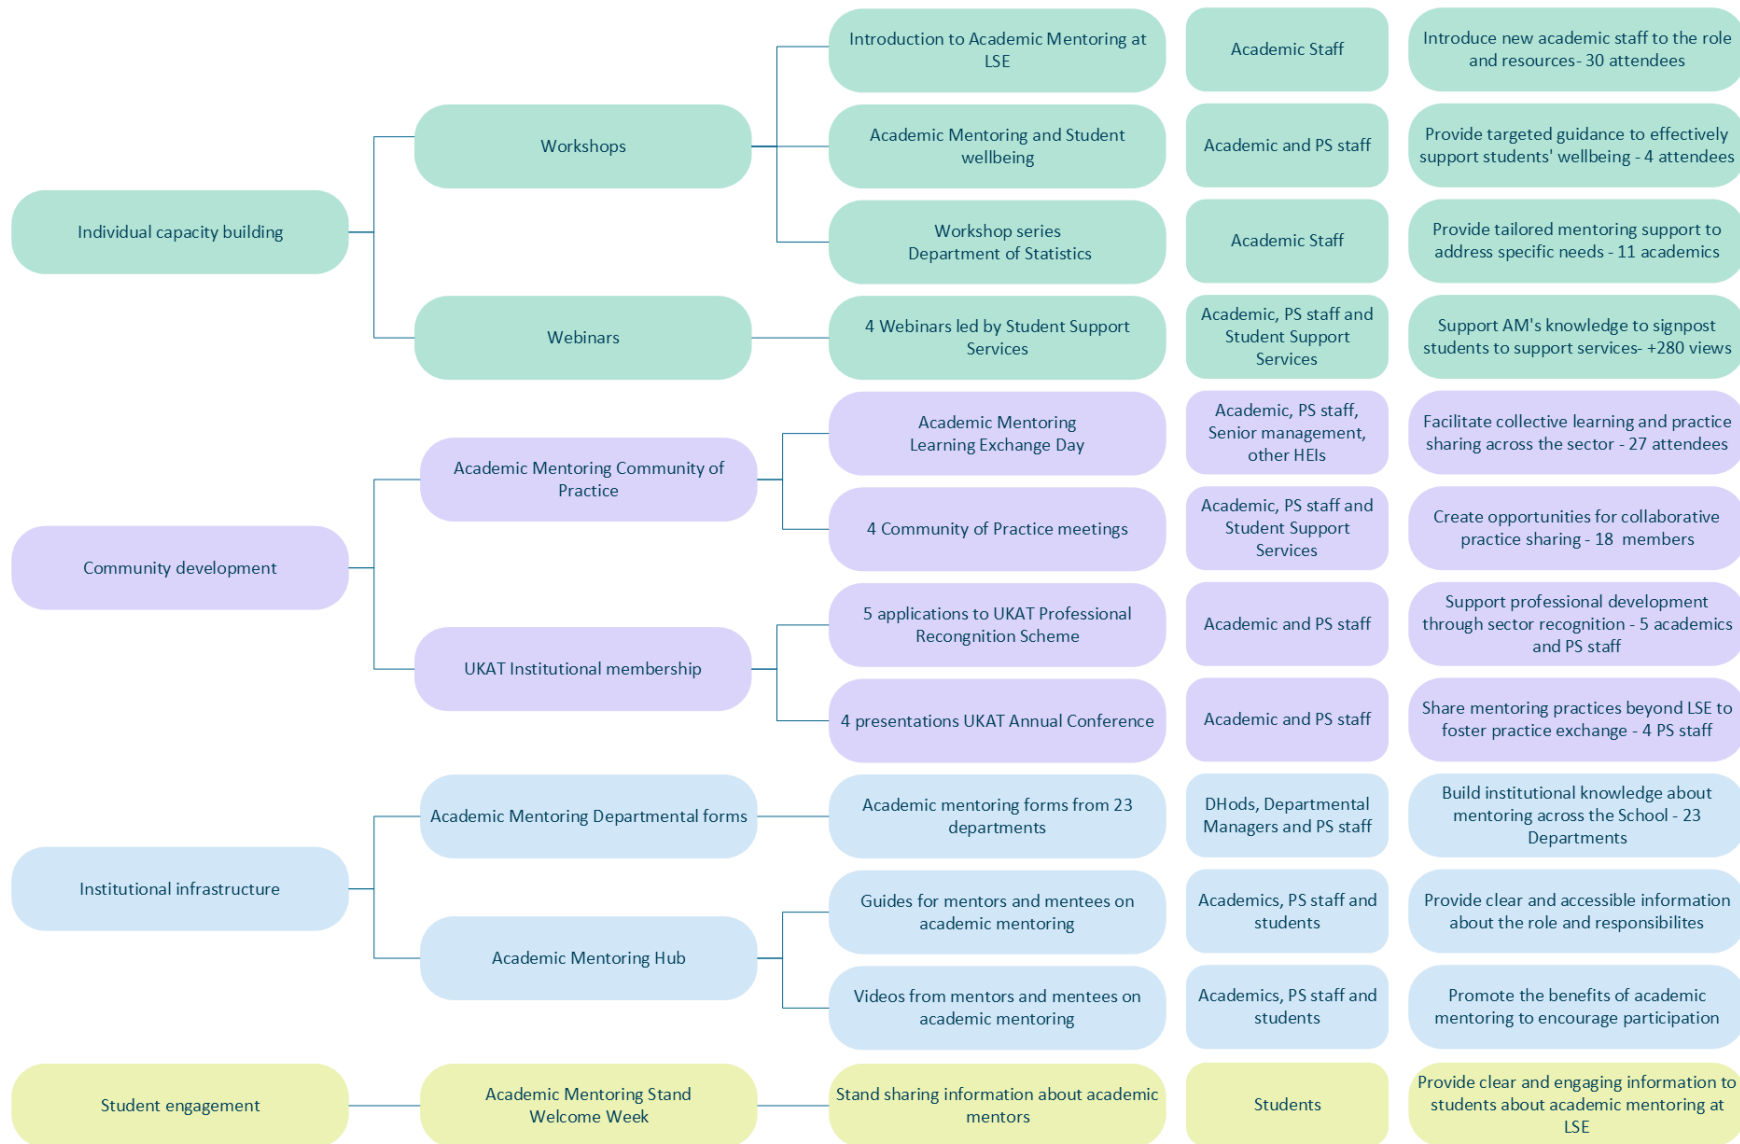 Individual capacity building
Workshops
Introduction to Academic Mentoring at
LSE
Academic Staff
Introduce new academic staff to the role
and resources- 30 attendees
Academic Mentoring and Student
wellbeing
Academic and PS staff
Provide targeted guidance to effectively
support students' wellbeing - 4 attendees
Workshop series
Department of Statistics
Academic Staff
Provide tailored mentoring support to
address specific needs - 11 academics
Webinars
4 Webinars led by Student Support
Services
Academic, PS staff and
Student Support
Services
Support AM's knowledge to signpost
students to support services- +280 views
Community development
Academic Mentoring Community of
Practice
Academic Mentoring
Learning Exchange Day
Academic, PS staff,
Senior management,
other HEIs
Facilitate collective learning and practice
sharing across the sector - 27 attendees
4 Community of Practice meetings
Academic, PS staff and
Student Support
Services
Create opportunities for collaborative
practice sharing - 18 members
UKAT Institutional membership
5 applications to UKAT Professional
Recongnition Scheme
Academic and PS staff
Support professional development
through sector recognition - 5 academics
and PS staff
4 presentations UKAT Annual Conference
Academic and PS staff
Share mentoring practices beyond LSE to
foster practice exchange - 4 PS staff
Institutional infrastructure
Academic Mentoring Departmental forms
Academic mentoring forms from 23
departments
DHods, Departmental
Managers and PS staff
Build institutional knowledge about
mentoring across the School - 23
Departments
Academic Mentoring Hub
Guides for mentors and mentees on
academic mentoring
Academics, PS staff and
students
Provide clear and accessible information
about the role and responsibilites
Videos from mentors and mentees on
academic mentoring
Academics, PS staff and
students
Promote the benefits of academic
mentoring to encourage participation
Student engagement
Academic Mentoring Stand
Welcome Week
Stand sharing information about academic
mentors
Students
Provide clear and engaging information to
students about academic mentoring at
LSE